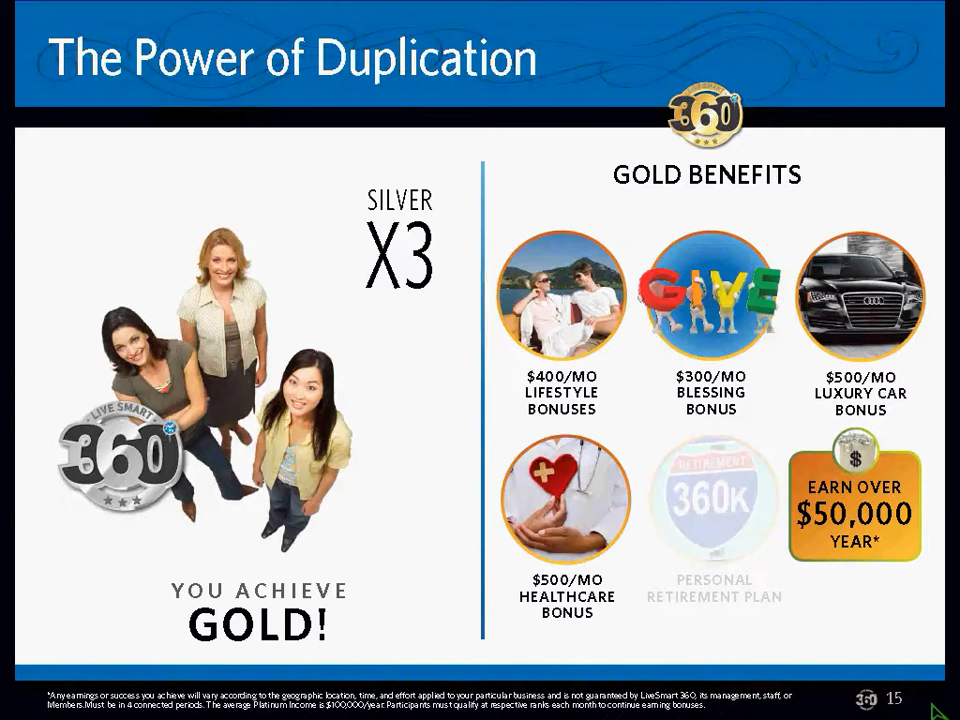 The Power of Duplication
LIVE SMART
360°
GOLD BENEFITS
SILVER
X3
GIVE
$400/MO
LIFESTYLE
BONUSES
$300/MO
BLESSING
BONUS
$500/MO
LUXURY CAR
BONUS
LIVE SMART
360°
RETIREMENT
360K
$
EARN OVER
$50,000
YEAR*
$500/MO
HEALTHCARE
BONUS
PERSONAL
RETIREMENT PLAN
YOU ACHIEVE
GOLD!
*Any earnings or success you achieve will vary according to the geographic location, time, and effort applied to your particular business and is not guaranteed by LiveSmart 360, its management, staff, or
Members.Must be in 4 connected periods. The average Platinum Income is $100,000/year. Participants must qualify at respective ranks each month to continue earning bonuses.
360 15